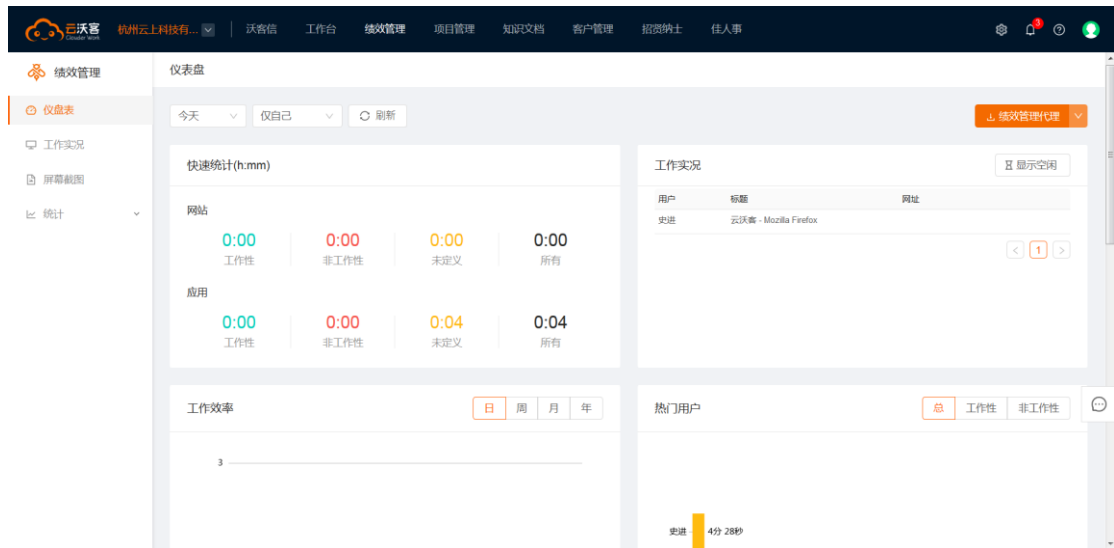 云沃客 杭州云上科技有... 沃客信 工作台 绩效管理 项目管理 知识文档 客户管理 招贤纳士 佳人事 3
Clouder Work
绩效管理 仪表盘
仪盘表
今天 仅自己 刷新 绩效管理代理
工作实况
屏幕截图
统计
快速统计(h:mm)
网站
0:00 0:00 0:00 0:00
工作性 非工作性 未定义 所有
应用
0:00 0:00 0:04 0:04
工作性 非工作性 未定义 所有
工作实况 显示空闲
用户 标题 网址
史进 云沃客 - Mozilla Firefox
< 1 >
工作效率 日 周 月 年
3
热门用户 总 工作性 非工作性
史进 4分 28秒